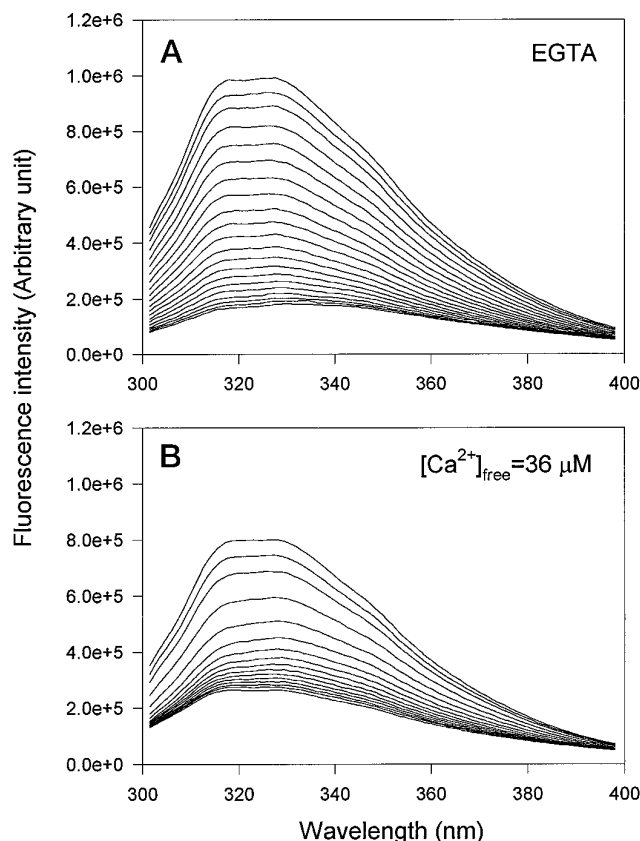 Fluorescence intensity (Arbitrary unit)
A
EGTA
1.2e+6
1.0e+6
8.0e+5
6.0e+5
4.0e+5
2.0e+5
0.0e+0
300 320 340 360 380 400
B
[Ca²⁺]free=36 μM
1.2e+6
1.0e+6
8.0e+5
6.0e+5
4.0e+5
2.0e+5
0.0e+0
300 320 340 360 380 400
Wavelength (nm)